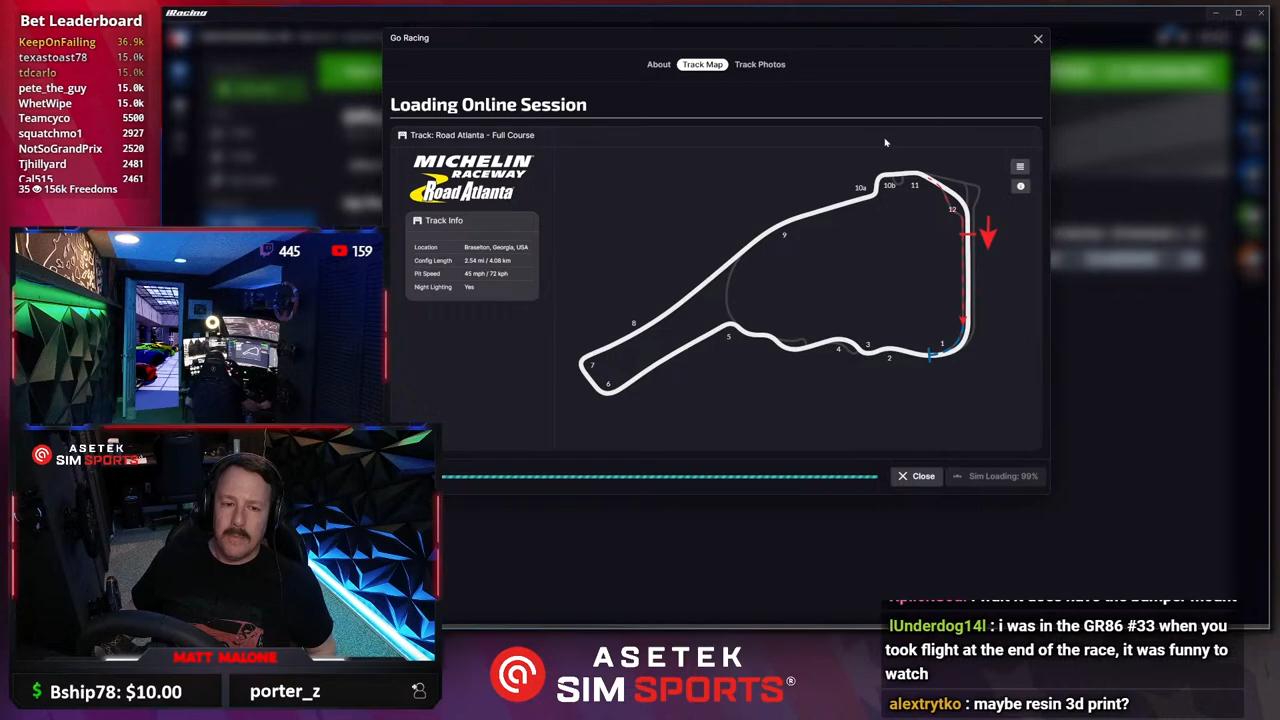 Bet Leaderboard
KeepOnFailing 36.9k
texastoast78 15.0k
tdcarlo 15.0k
pete_the_guy 15.0k
WhetWipe 15.0k
Teamcyco 5500
squatchmo1 2927
NotSoGrandPrix 2520
Tjhillyard 2481
Cal515 2461
35 156k Freedoms
iRacing
Go Racing
About Track Map Track Photos
Loading Online Session
Track: Road Atlanta - Full Course
MICHELIN
RACEWAY
Road Atlanta
Track Info
Location Braselton, Georgia, USA
Config Length 2.54 mi / 4.08 km
Pit Speed 45 mph / 72 kph
Night Lighting Yes
10a
10b
11
12
9
8
7
6
5
4
3
2
1
Close
Sim Loading: 99%
445
159
ASETEK
SIM SPORTS
MATT MALONE
Bship78: $10.00
porter_z
ASETEK
SIM SPORTS®
lUnderdog14l : i was in the GR86 #33 when you
took flight at the end of the race, it was funny to
watch
alextrytko : maybe resin 3d print?